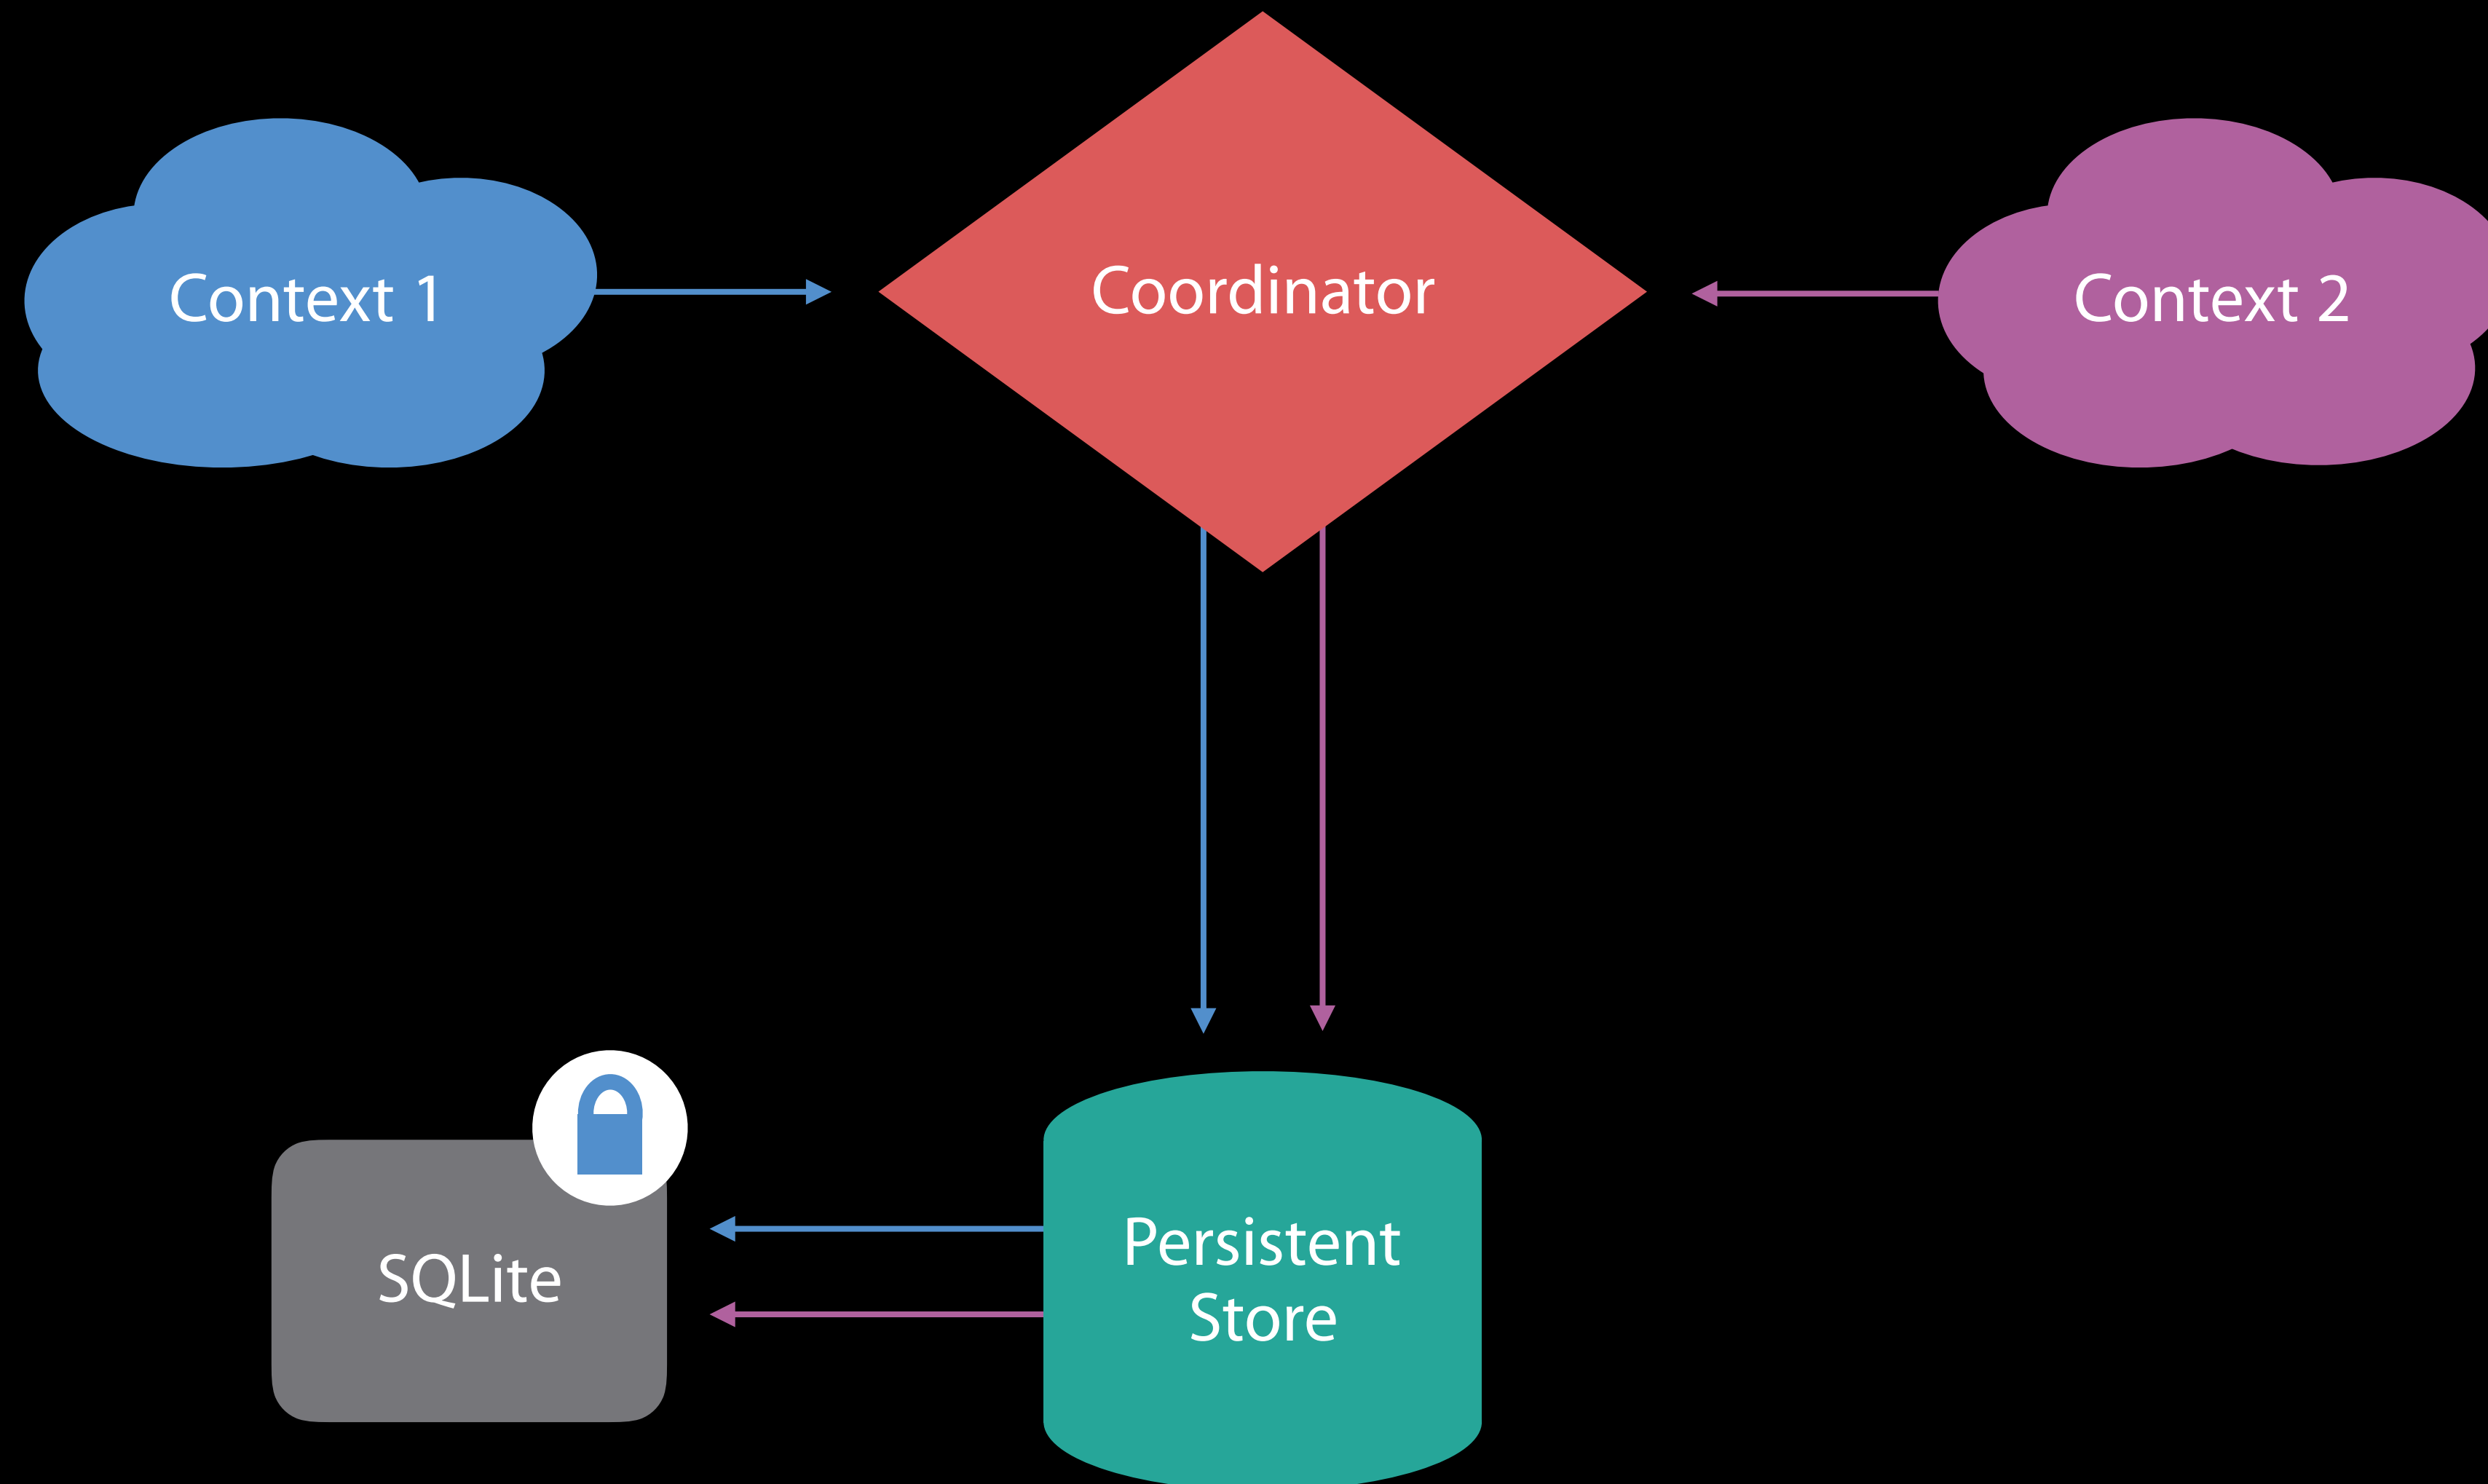 Context 1
Coordinator
Context 2
SQLite
Persistent
Store